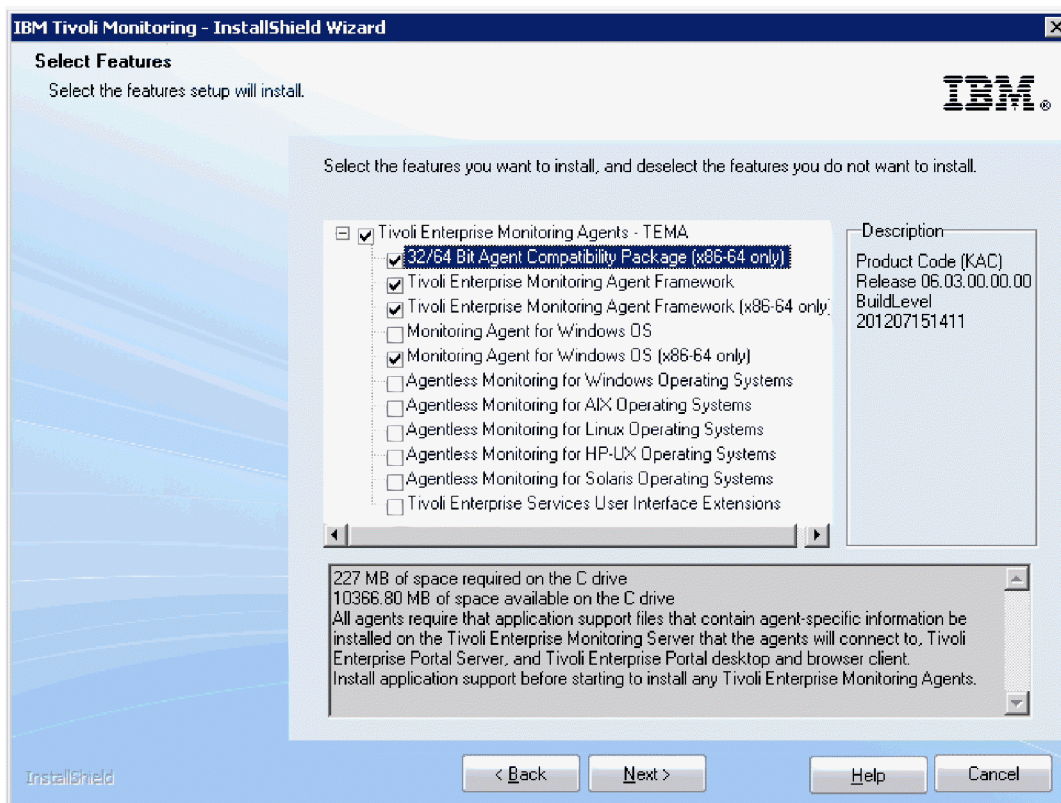 IBM Tivoli Monitoring - InstallShield Wizard
Select Features
Select the features setup will install.
IBM®
Select the features you want to install, and deselect the features you do not want to install.
Tivoli Enterprise Monitoring Agents - TEMA
32/64 Bit Agent Compatibility Package (x86-64 only)
Tivoli Enterprise Monitoring Agent Framework
Tivoli Enterprise Monitoring Agent Framework (x86-64 only)
Monitoring Agent for Windows OS
Monitoring Agent for Windows OS (x86-64 only)
Agentless Monitoring for Windows Operating Systems
Agentless Monitoring for AIX Operating Systems
Agentless Monitoring for Linux Operating Systems
Agentless Monitoring for HP-UX Operating Systems
Agentless Monitoring for Solaris Operating Systems
Tivoli Enterprise Services User Interface Extensions
Description
Product Code (KAC)
Release 06.03.00.00.00
BuildLevel
201207151411
227 MB of space required on the C drive
10366.80 MB of space available on the C drive
All agents require that application support files that contain agent-specific information be
installed on the Tivoli Enterprise Monitoring Server that the agents will connect to, Tivoli
Enterprise Portal Server, and Tivoli Enterprise Portal desktop and browser client.
Install application support before starting to install any Tivoli Enterprise Monitoring Agents.
InstallShield
< Back
Next >
Help
Cancel